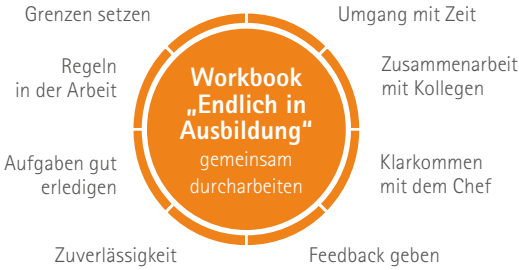 Grenzen setzen
Umgang mit Zeit
Regeln
in der Arbeit
Zusammenarbeit
mit Kollegen
Workbook
„Endlich in
Ausbildung“
gemeinsam
durcharbeiten
Aufgaben gut
erledigen
Klarkommen
mit dem Chef
Zuverlässigkeit
Feedback geben